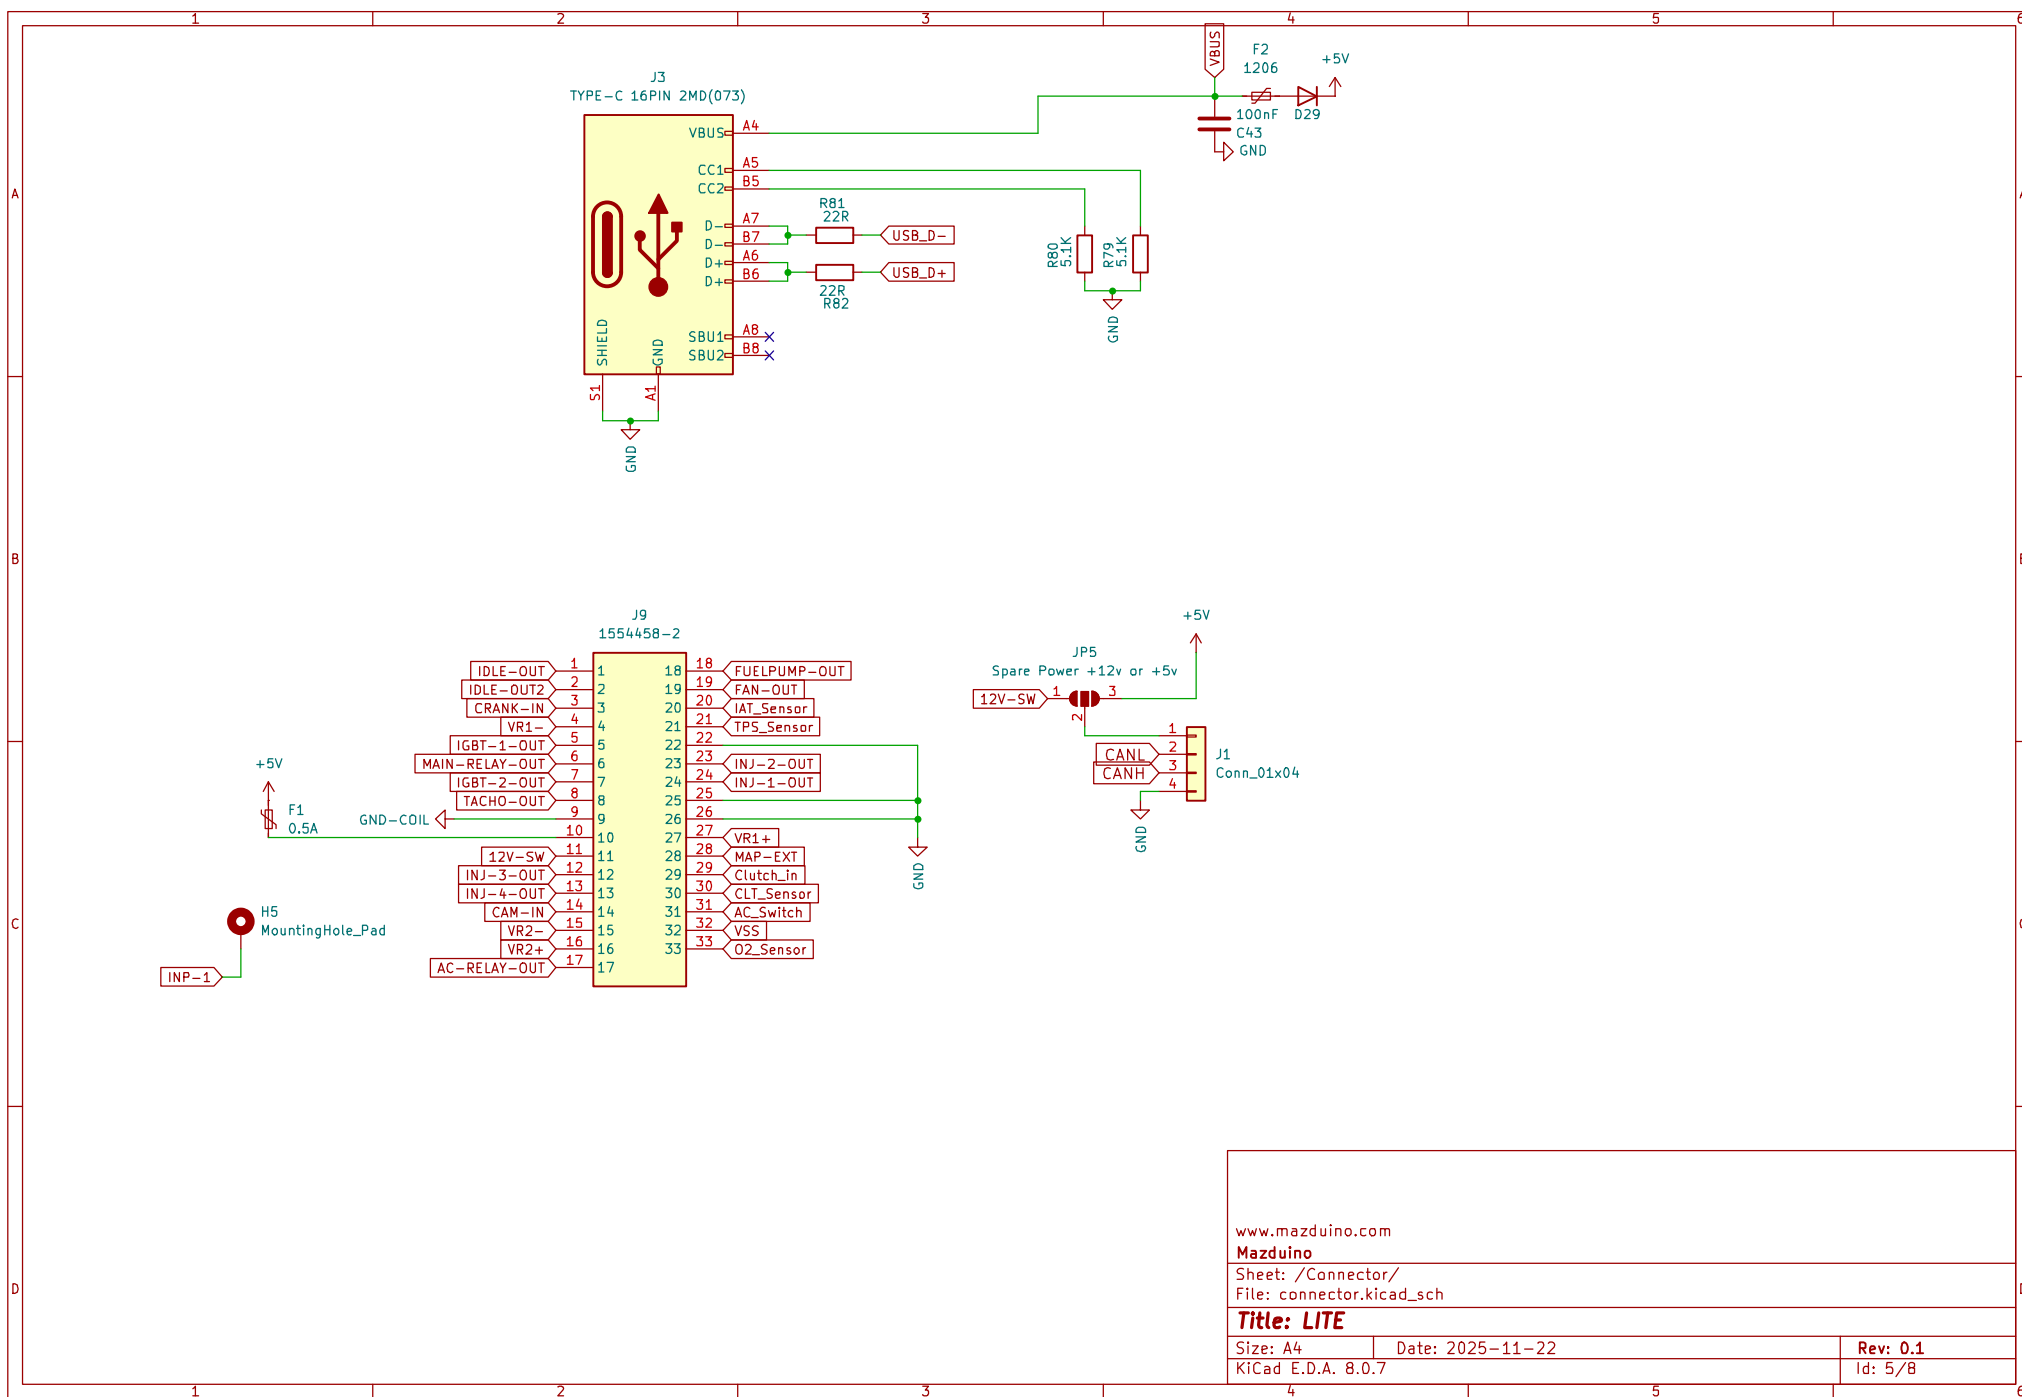 1 2 3 4 5 6
A
B
C
D
J3
TYPE-C 16PIN 2MD(073)
VBUS A4
CC1 A5
CC2 B5
D- A7
D- B7
D+ A6
D+ B6
SBU1 A8
SBU2 B8
SHIELD
GND
S1
A1
GND
R81
22R
USB_D-
USB_D+
22R
R82
VBUS
F2
1206
+5V
100nF
C43
D29
GND
R80
5.1K
R79
5.1K
GND
J9
1554458-2
IDLE-OUT 1 1
IDLE-OUT2 2 2
CRANK-IN 3 3
VR1- 4 4
IGBT-1-OUT 5 5
MAIN-RELAY-OUT 6 6
IGBT-2-OUT 7 7
TACHO-OUT 8 8
GND-COIL 9 9
10 10
12V-SW 11 11
INJ-3-OUT 12 12
INJ-4-OUT 13 13
CAM-IN 14 14
VR2- 15 15
VR2+ 16 16
AC-RELAY-OUT 17 17
18 18 FUELPUMP-OUT
19 19 FAN-OUT
20 20 IAT_Sensor
21 21 TPS_Sensor
22 22
23 23 INJ-2-OUT
24 24 INJ-1-OUT
25 25
26 26
27 27 VR1+
28 28 MAP-EXT
29 29 Clutch_in
30 30 CLT_Sensor
31 31 AC_Switch
32 32 VSS
33 33 O2_Sensor
GND
+5V
F1
0.5A
H5
MountingHole_Pad
INP-1
+5V
JP5
Spare Power +12v or +5v
12V-SW 1 3
2
1
CANL 2
CANH 3
4
J1
Conn_01x04
GND
www.mazduino.com
Mazduino
Sheet: /Connector/
File: connector.kicad_sch
Title: LITE
Size: A4 Date: 2025-11-22 Rev: 0.1
KiCad E.D.A. 8.0.7 Id: 5/8
1 2 3 4 5 6